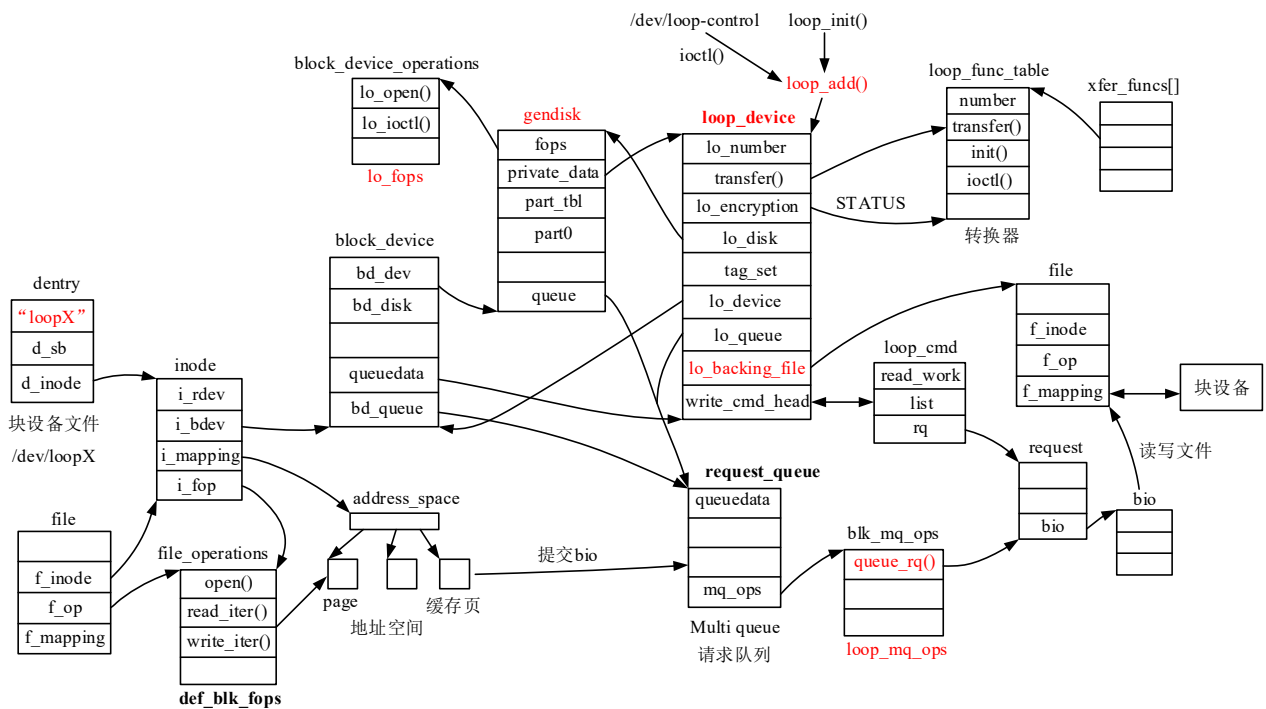 /dev/loop-control
loop_init()
ioctl()
loop_add()
block_device_operations
lo_open()
lo_ioctl()
lo_fops
gendisk
fops
private_data
part_tbl
part0
queue
loop_device
lo_number
transfer()
lo_encryption
lo_disk
tag_set
lo_device
lo_queue
lo_backing_file
write_cmd_head
STATUS
loop_func_table
number
transfer()
init()
ioctl()
转换器
xfer_funcs[]
block_device
bd_dev
bd_disk
queuedata
bd_queue
dentry
“loopX”
d_sb
d_inode
块设备文件
/dev/loopX
inode
i_rdev
i_bdev
i_mapping
i_fop
file
f_inode
f_op
f_mapping
file_operations
open()
read_iter()
write_iter()
def_blk_fops
address_space
page
缓存页
地址空间
提交bio
request_queue
queuedata
mq_ops
Multi queue
请求队列
blk_mq_ops
queue_rq()
loop_mq_ops
loop_cmd
read_work
list
rq
request
bio
bio
读写文件
file
f_inode
f_op
f_mapping
块设备